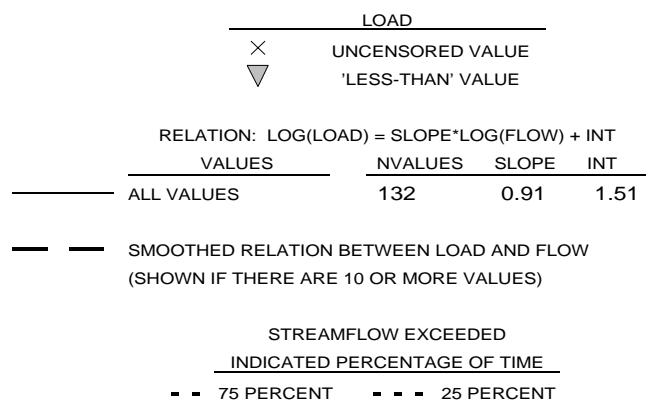 LOAD
UNCENSORED VALUE
'LESS-THAN' VALUE
RELATION: LOG(LOAD) = SLOPE*LOG(FLOW) + INT
VALUES NVALUES SLOPE INT
ALL VALUES 132 0.91 1.51
SMOOTHED RELATION BETWEEN LOAD AND FLOW
(SHOWN IF THERE ARE 10 OR MORE VALUES)
STREAMFLOW EXCEEDED
INDICATED PERCENTAGE OF TIME
75 PERCENT 25 PERCENT